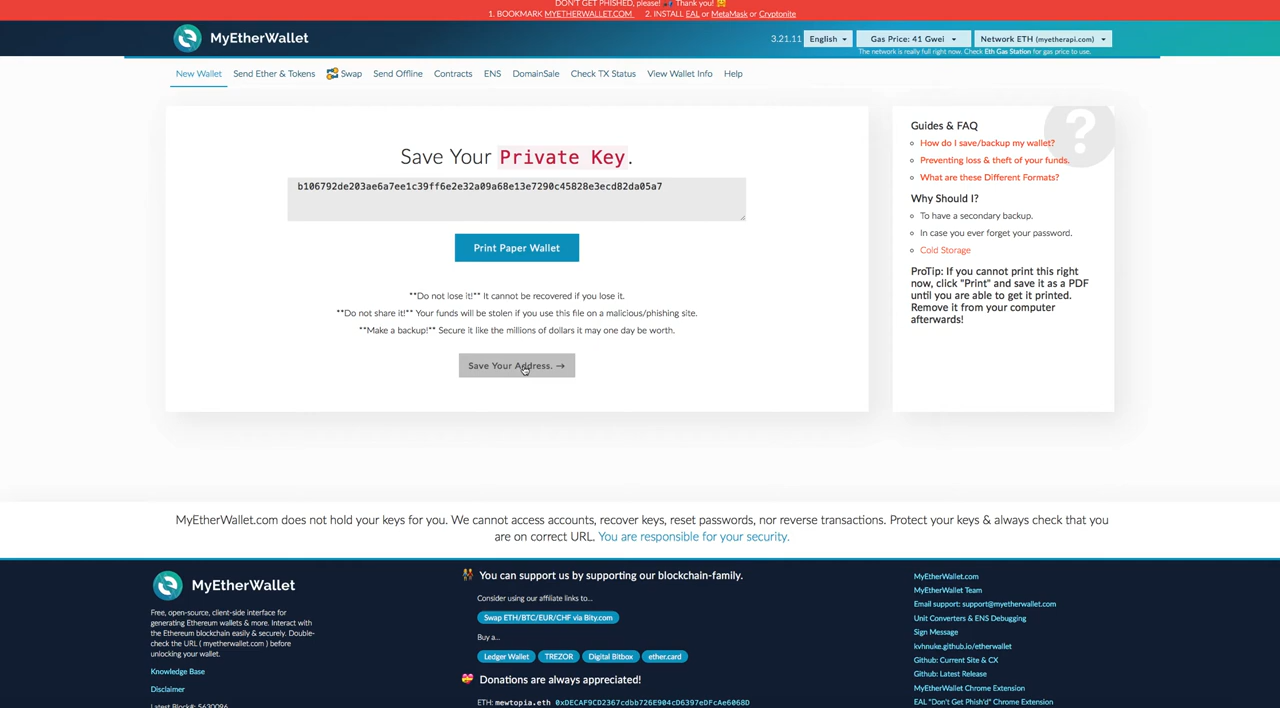 DON'T GET PHISHED, please! Thank you!
1. BOOKMARK MYETHERWALLET.COM 2. INSTALL EAL or MetaMask or Cryptonite
MyEtherWallet
3.21.11 English Gas Price: 41 Gwei Network ETH (myetherapi.com)
The network is really full right now. Check Eth Gas Station for gas price to use.
New Wallet Send Ether & Tokens Swap Send Offline Contracts ENS DomainSale Check TX Status View Wallet Info Help
Save Your Private Key.
b106792de203ae6a7ee1c39ff6e2e32a09a68e13e7290c45828e3ecd82da05a7
Print Paper Wallet
**Do not lose it!** It cannot be recovered if you lose it.
**Do not share it!** Your funds will be stolen if you use this file on a malicious/phishing site.
**Make a backup!** Secure it like the millions of dollars it may one day be worth.
Save Your Address. →
Guides & FAQ
How do I save/backup my wallet?
Preventing loss & theft of your funds.
What are these Different Formats?
Why Should I?
To have a secondary backup.
In case you ever forget your password.
Cold Storage
ProTip: If you cannot print this right
now, click "Print" and save it as a PDF
until you are able to get it printed.
Remove it from your computer
afterwards!
?
MyEtherWallet.com does not hold your keys for you. We cannot access accounts, recover keys, reset passwords, nor reverse transactions. Protect your keys & always check that you
are on correct URL. You are responsible for your security.
MyEtherWallet
Free, open-source, client-side interface for
generating Ethereum wallets & more. Interact with
the Ethereum blockchain easily & securely. Double-
check the URL ( myetherwallet.com ) before
unlocking your wallet.
Knowledge Base
Disclaimer
Latest Block#: 5630096
You can support us by supporting our blockchain-family.
Consider using our affiliate links to...
Swap ETH/BTC/EUR/CHF via Bity.com
Buy a...
Ledger Wallet TREZOR Digital Bitbox ether.card
Donations are always appreciated!
ETH: mewtopia.eth 0xDECAF9CD2367cdbb726E904cD6397eDFcAe6068D
MyEtherWallet.com
MyEtherWallet Team
Email support: support@myetherwallet.com
Unit Converters & ENS Debugging
Sign Message
kvhnuke.github.io/etherwallet
Github: Current Site & CX
Github: Latest Release
MyEtherWallet Chrome Extension
EAL "Don't Get Phish'd" Chrome Extension